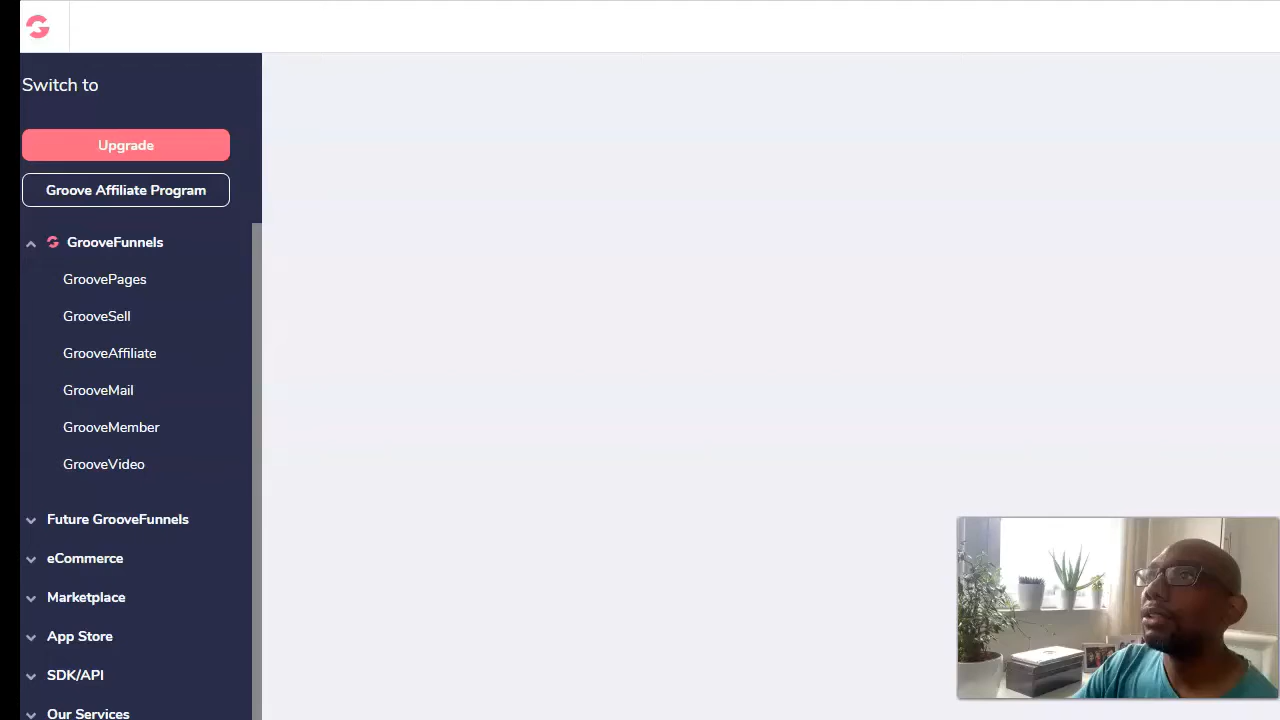 Switch to
Upgrade
Groove Affiliate Program
GrooveFunnels
GroovePages
GrooveSell
GrooveAffiliate
GrooveMail
GrooveMember
GrooveVideo
Future GrooveFunnels
eCommerce
Marketplace
App Store
SDK/API
Our Services